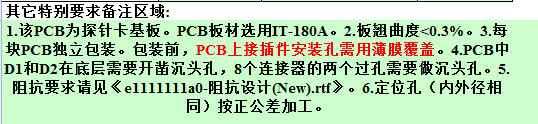 其它特别要求备注区域:
1.该PCB为探针卡基板。PCB板材选用IT-180A。2.板翘曲度<0.3%。3.每
块PCB独立包装。包装前，PCB上接插件安装孔需用薄膜覆盖。4.PCB中
D1和D2在底层需要开凿沉头孔，8个连接器的两个过孔需要做沉头孔。5.
阻抗要求请见《e1111111a0-阻抗设计(New).rtf》。6.定位孔（内外径相
同）按正公差加工。